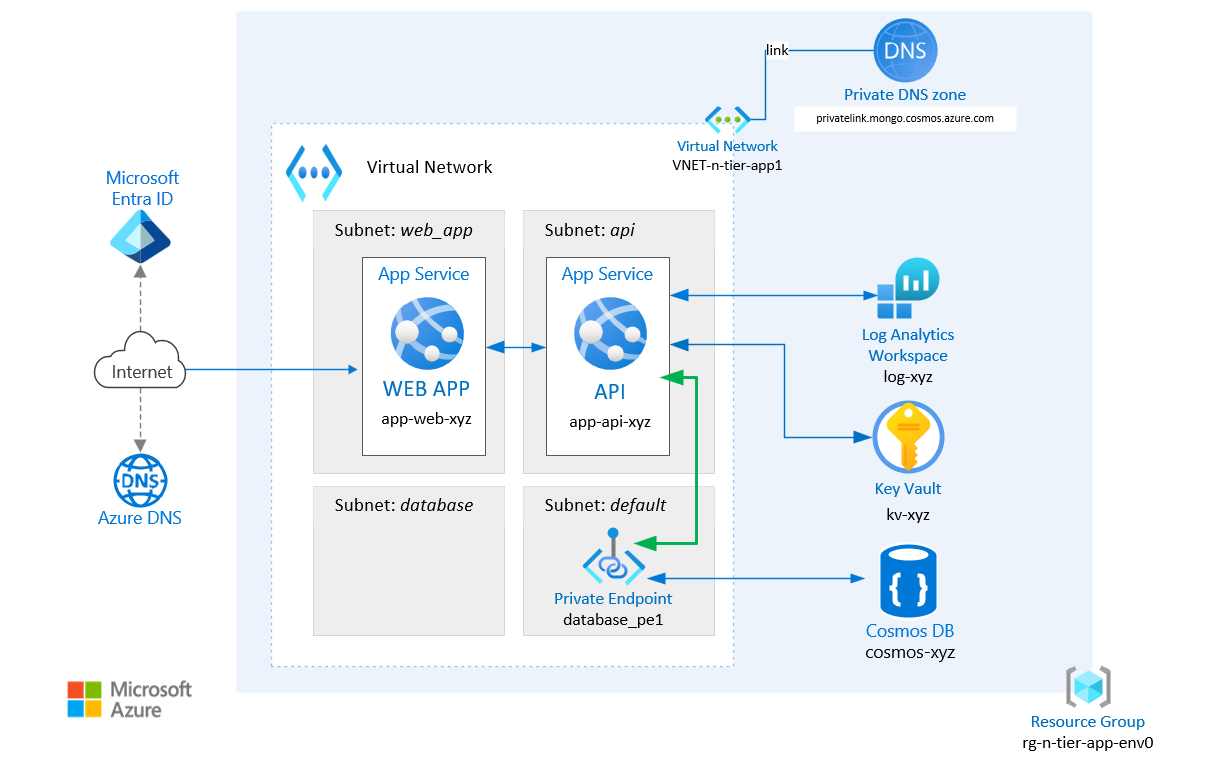 link
DNS
Private DNS zone
privatelink.mongo.cosmos.azure.com
Virtual Network
VNET-n-tier-app1
Virtual Network
Microsoft
Entra ID
Internet
DNS
Azure DNS
Subnet: web_app
App Service
WEB APP
app-web-xyz
Subnet: api
App Service
API
app-api-xyz
Subnet: database
Subnet: default
Private Endpoint
database_pe1
Log Analytics
Workspace
log-xyz
Key Vault
kv-xyz
Cosmos DB
cosmos-xyz
Microsoft
Azure
Resource Group
rg-n-tier-app-env0